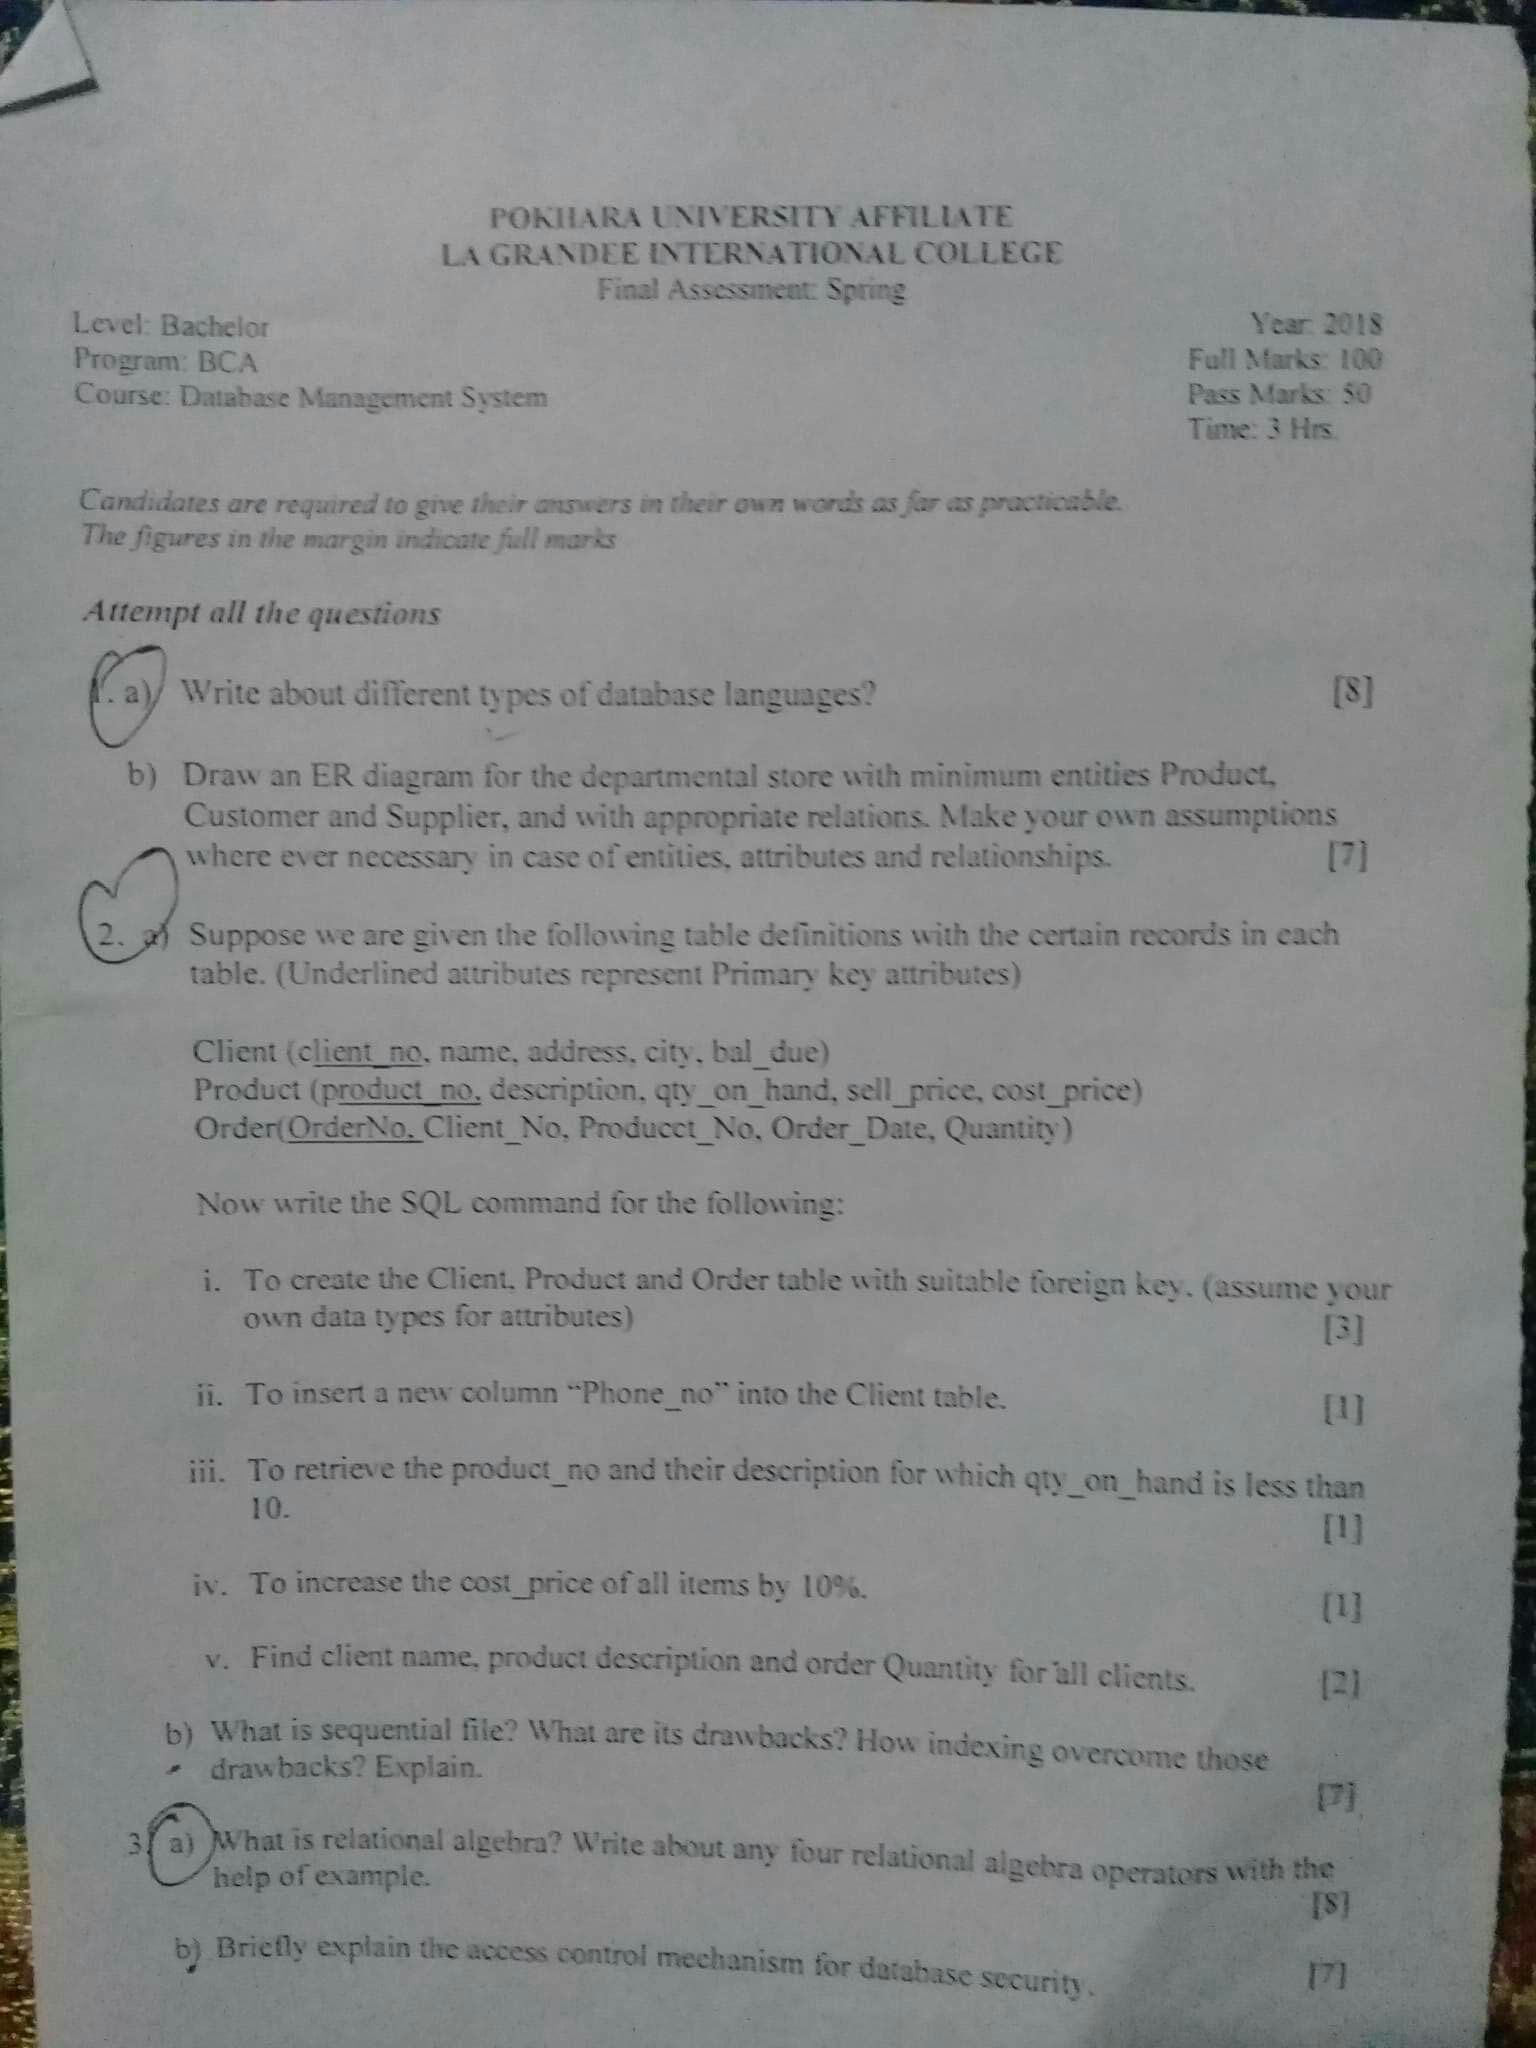 POKHARA UNIVERSITY AFFILIATE
LA GRANDEE INTERNATIONAL COLLEGE
Final Assessment: Spring
Level: Bachelor
Year: 2018
Program: BCA
Full Marks: 100
Course: Database Management System
Pass Marks: 50
Time: 3 Hrs.
Candidates are required to give their answers in their own words as far as practicable.
The figures in the margin indicate full marks
Attempt all the questions
1. a) Write about different types of database languages? [8]
b) Draw an ER diagram for the departmental store with minimum entities Product,
Customer and Supplier, and with appropriate relations. Make your own assumptions
where ever necessary in case of entities, attributes and relationships. [7]
2. a) Suppose we are given the following table definitions with the certain records in each
table. (Underlined attributes represent Primary key attributes)
Client (client_no, name, address, city, bal_due)
Product (product_no, description, qty_on_hand, sell_price, cost_price)
Order(OrderNo, Client_No, Producct_No, Order_Date, Quantity)
Now write the SQL command for the following:
i. To create the Client, Product and Order table with suitable foreign key. (assume your
own data types for attributes) [3]
ii. To insert a new column “Phone_no” into the Client table. [1]
iii. To retrieve the product_no and their description for which qty_on_hand is less than
10. [1]
iv. To increase the cost_price of all items by 10%. [1]
v. Find client name, product description and order Quantity for all clients. [2]
b) What is sequential file? What are its drawbacks? How indexing overcome those
drawbacks? Explain. [7]
3. a) What is relational algebra? Write about any four relational algebra operators with the
help of example. [8]
b) Briefly explain the access control mechanism for database security. [7]